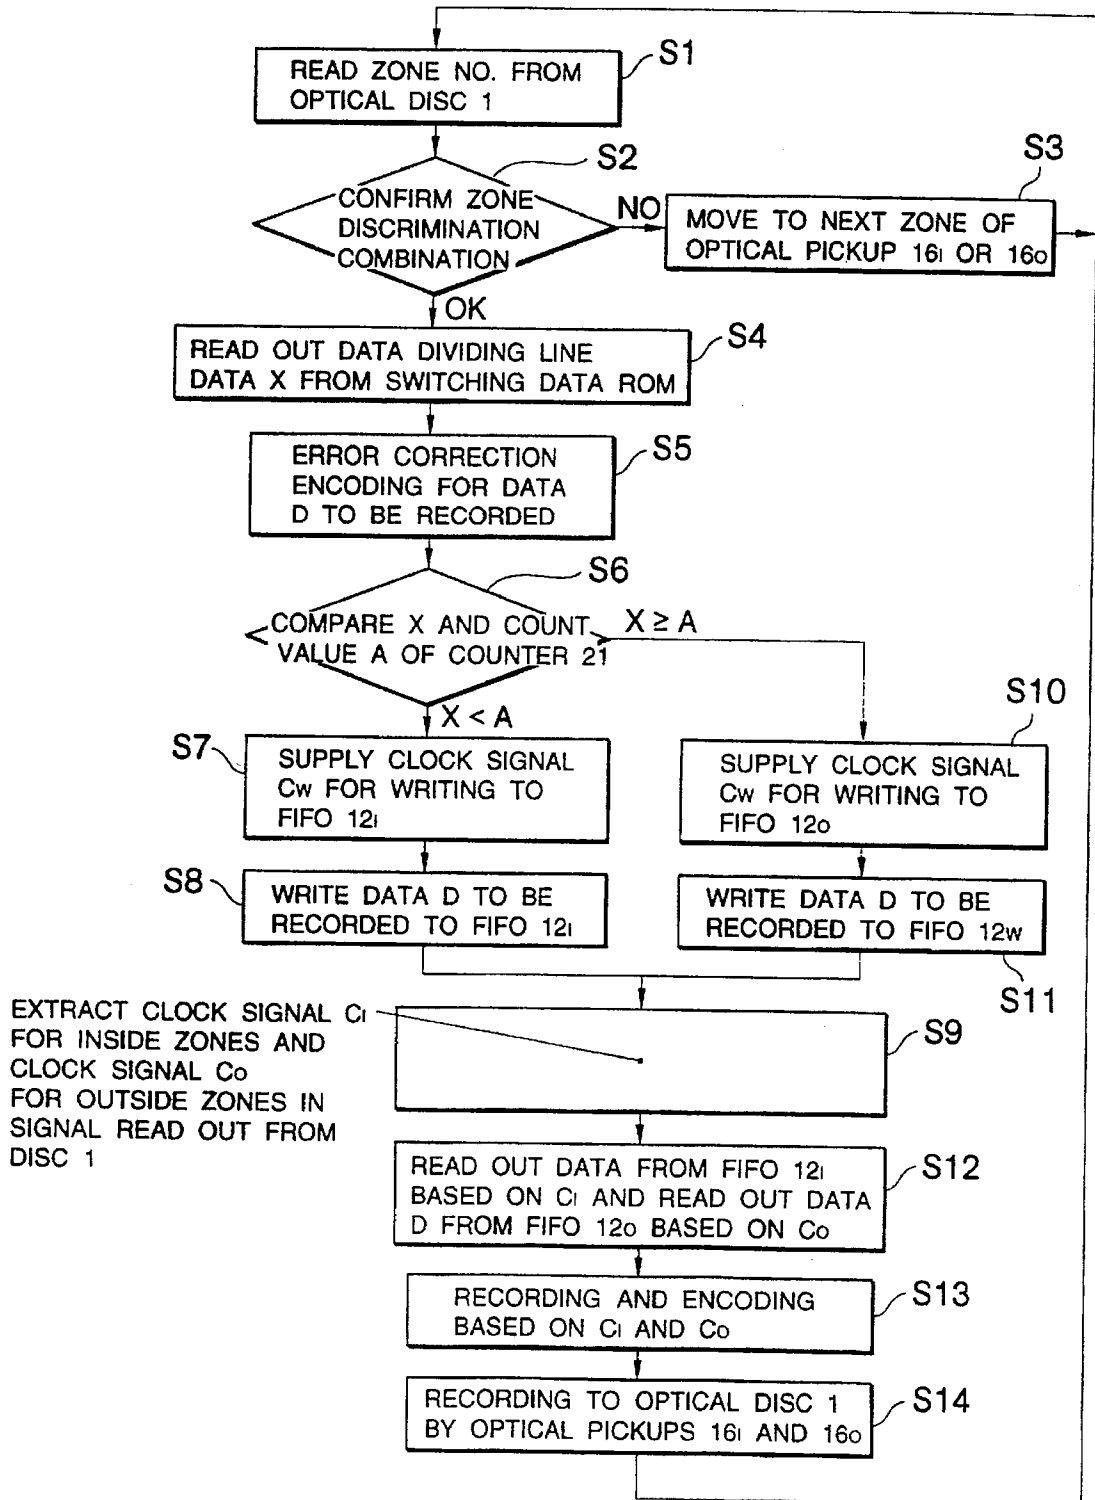 S1
READ ZONE NO. FROM
OPTICAL DISC 1
S2
CONFIRM ZONE
DISCRIMINATION
COMBINATION
NO
S3
MOVE TO NEXT ZONE OF
OPTICAL PICKUP 16I OR 16O
OK
S4
READ OUT DATA DIVIDING LINE
DATA X FROM SWITCHING DATA ROM
S5
ERROR CORRECTION
ENCODING FOR DATA
D TO BE RECORDED
S6
COMPARE X AND COUNT
VALUE A OF COUNTER 21
X ≥ A
X < A
S7
SUPPLY CLOCK SIGNAL
CW FOR WRITING TO
FIFO 12I
S10
SUPPLY CLOCK SIGNAL
CW FOR WRITING TO
FIFO 12O
S8
WRITE DATA D TO BE
RECORDED TO FIFO 12I
WRITE DATA D TO BE
RECORDED TO FIFO 12W
S11
EXTRACT CLOCK SIGNAL CI
FOR INSIDE ZONES AND
CLOCK SIGNAL CO
FOR OUTSIDE ZONES IN
SIGNAL READ OUT FROM
DISC 1
S9
READ OUT DATA FROM FIFO 12I
BASED ON CI AND READ OUT DATA
D FROM FIFO 12O BASED ON CO
S12
RECORDING AND ENCODING
BASED ON CI AND CO
S13
RECORDING TO OPTICAL DISC 1
BY OPTICAL PICKUPS 16I AND 16O
S14